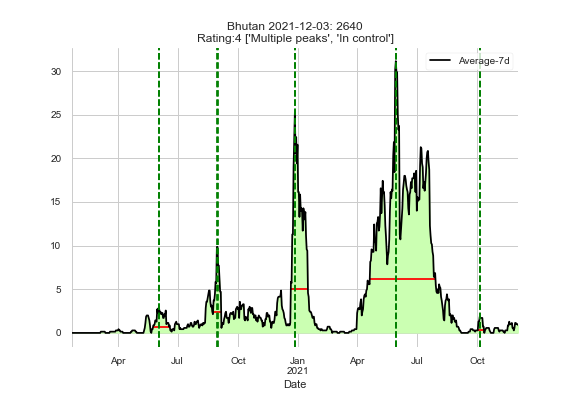 Bhutan 2021-12-03: 2640
Rating:4 ['Multiple peaks', 'In control']
Average-7d
30
25
20
15
10
5
0
Apr Jul Oct Jan Apr Jul Oct
2021
Date